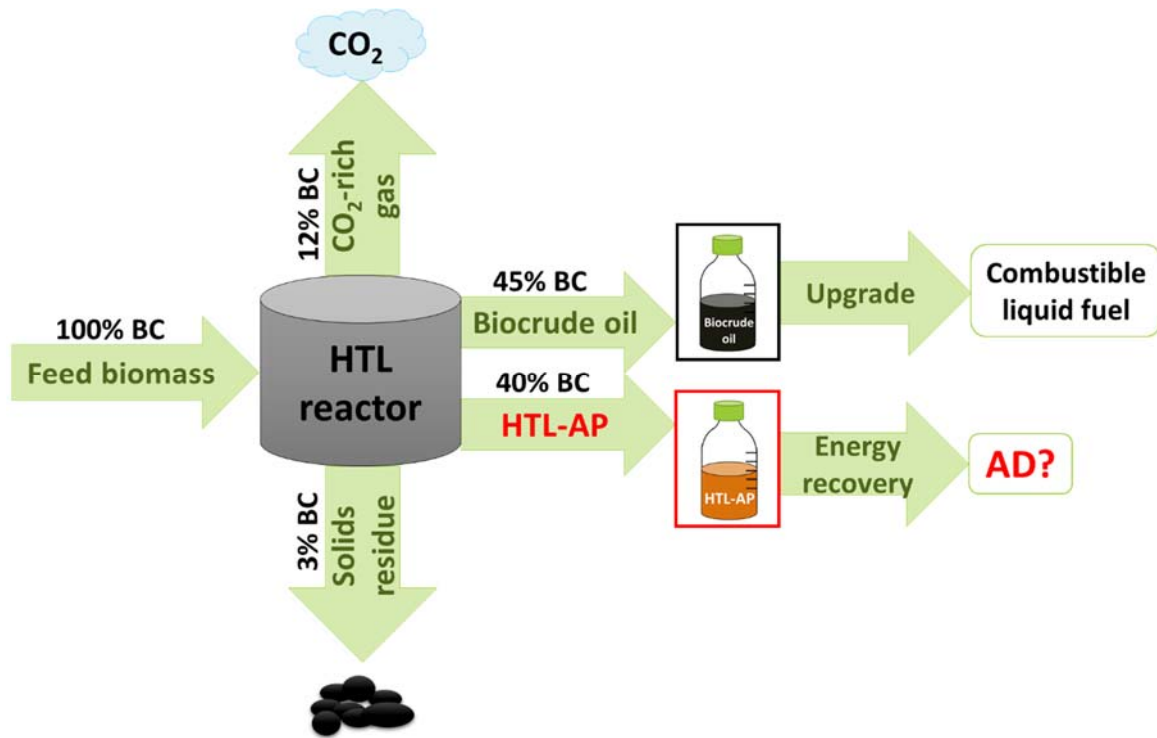 CO₂
12% BC
CO₂-rich
gas
100% BC
Feed biomass
HTL
reactor
45% BC
Biocrude oil
Biocrude
oil
Upgrade
Combustible
liquid fuel
40% BC
HTL-AP
HTL-AP
Energy
recovery
AD?
3% BC
Solids
residue